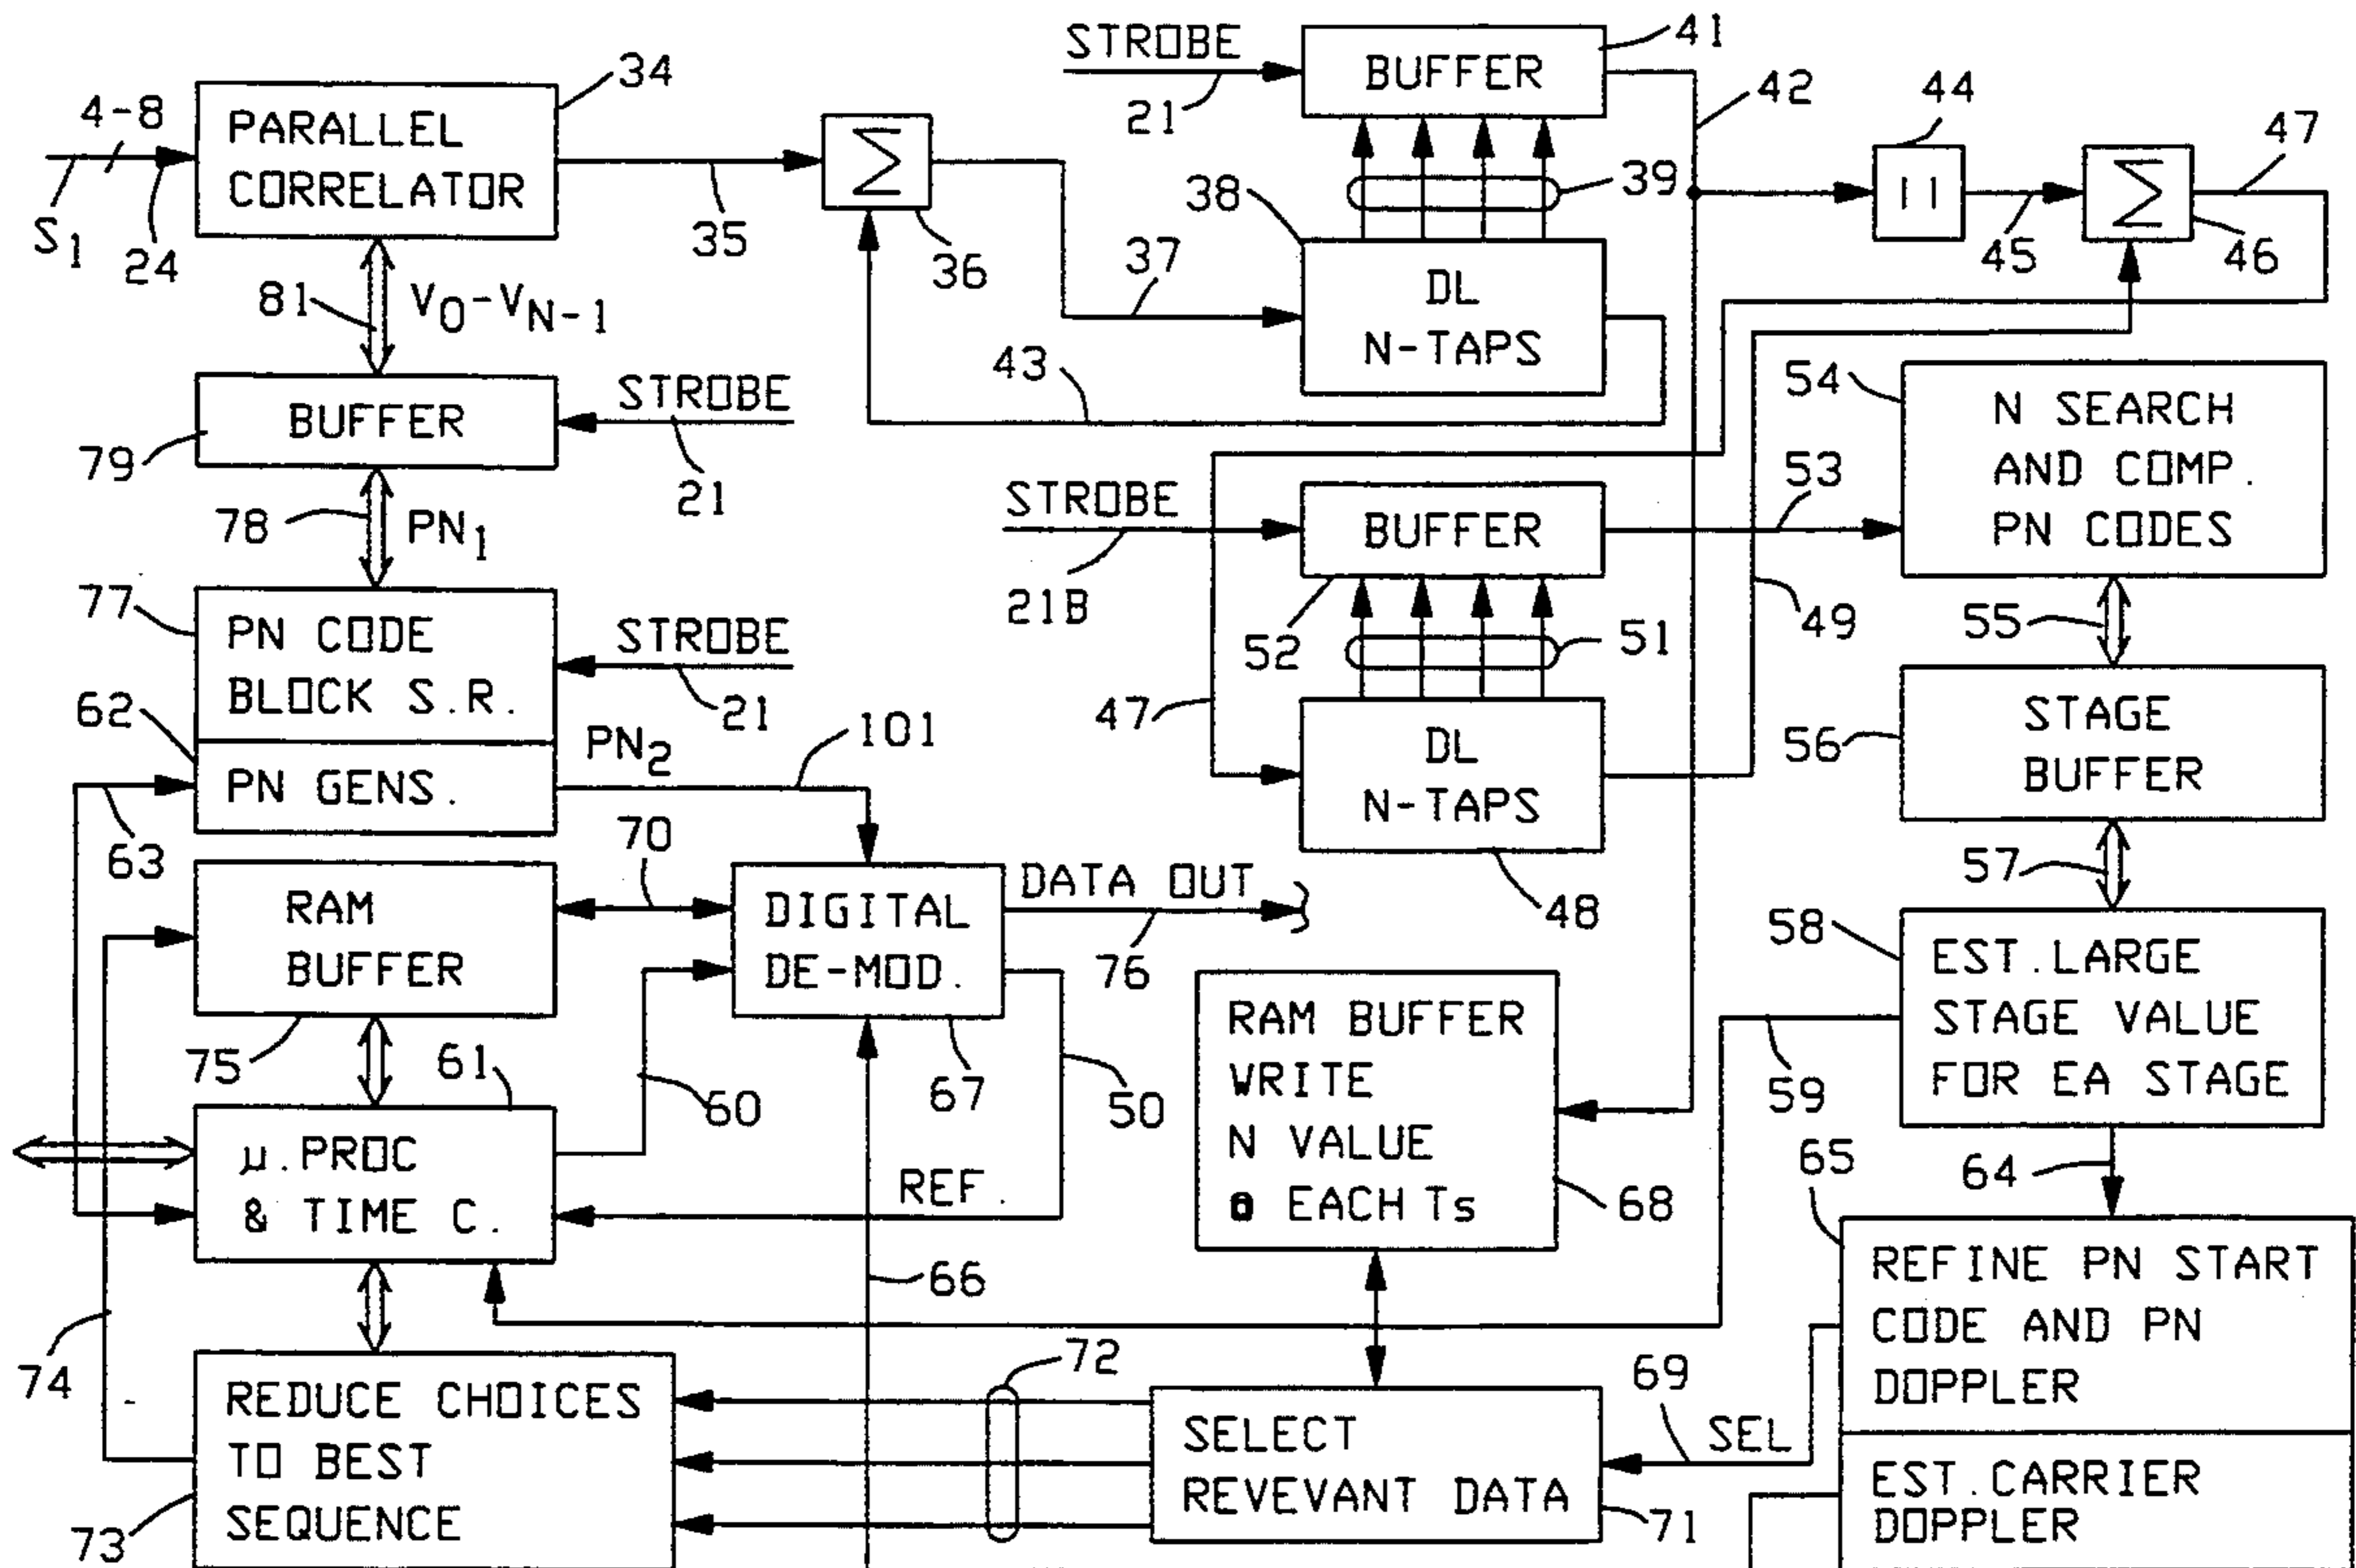 STROBE
21
BUFFER
41
42
44
47
4-8
S1
24
PARALLEL
CORRELATOR
34
35
Σ
36
37
38
39
||
45
Σ
46
DL
N-TAPS
43
81
V0-VN-1
BUFFER
79
STROBE
21
78
PN1
STROBE
21B
BUFFER
52
53
51
54
N SEARCH
AND COMP.
PN CODES
49
55
77
PN CODE
BLOCK S.R.
STROBE
21
62
PN GENS.
63
PN2
101
47
DL
N-TAPS
48
STAGE
BUFFER
56
57
RAM
BUFFER
75
70
DIGITAL
DE-MOD.
67
DATA OUT
76
58
EST.LARGE
STAGE VALUE
FOR EA STAGE
59
64
61
60
50
RAM BUFFER
WRITE
N VALUE
@ EACH Ts
68
μ.PROC
& TIME C.
REF.
66
65
REFINE PN START
CODE AND PN
DOPPLER
EST.CARRIER
DOPPLER
74
REDUCE CHOICES
TO BEST
SEQUENCE
73
72
SELECT
REVEVANT DATA
71
69
SEL